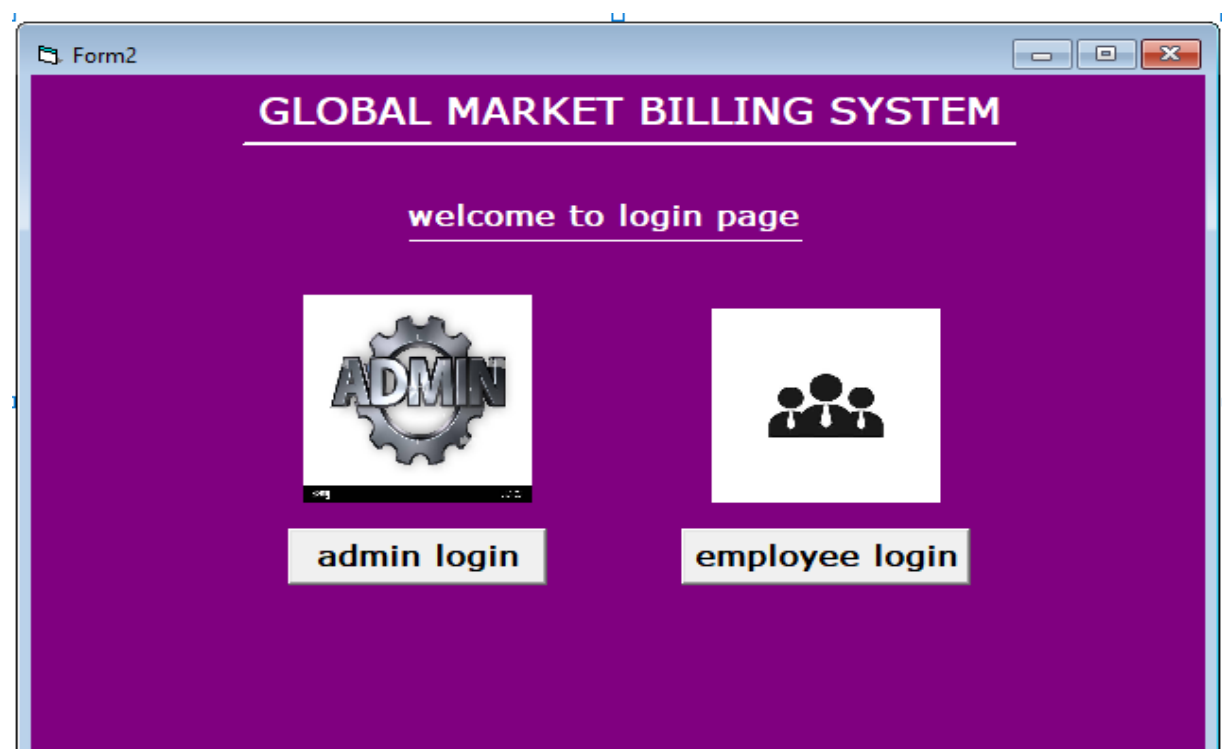 Form2
GLOBAL MARKET BILLING SYSTEM
welcome to login page
ADMIN
admin login
employee login